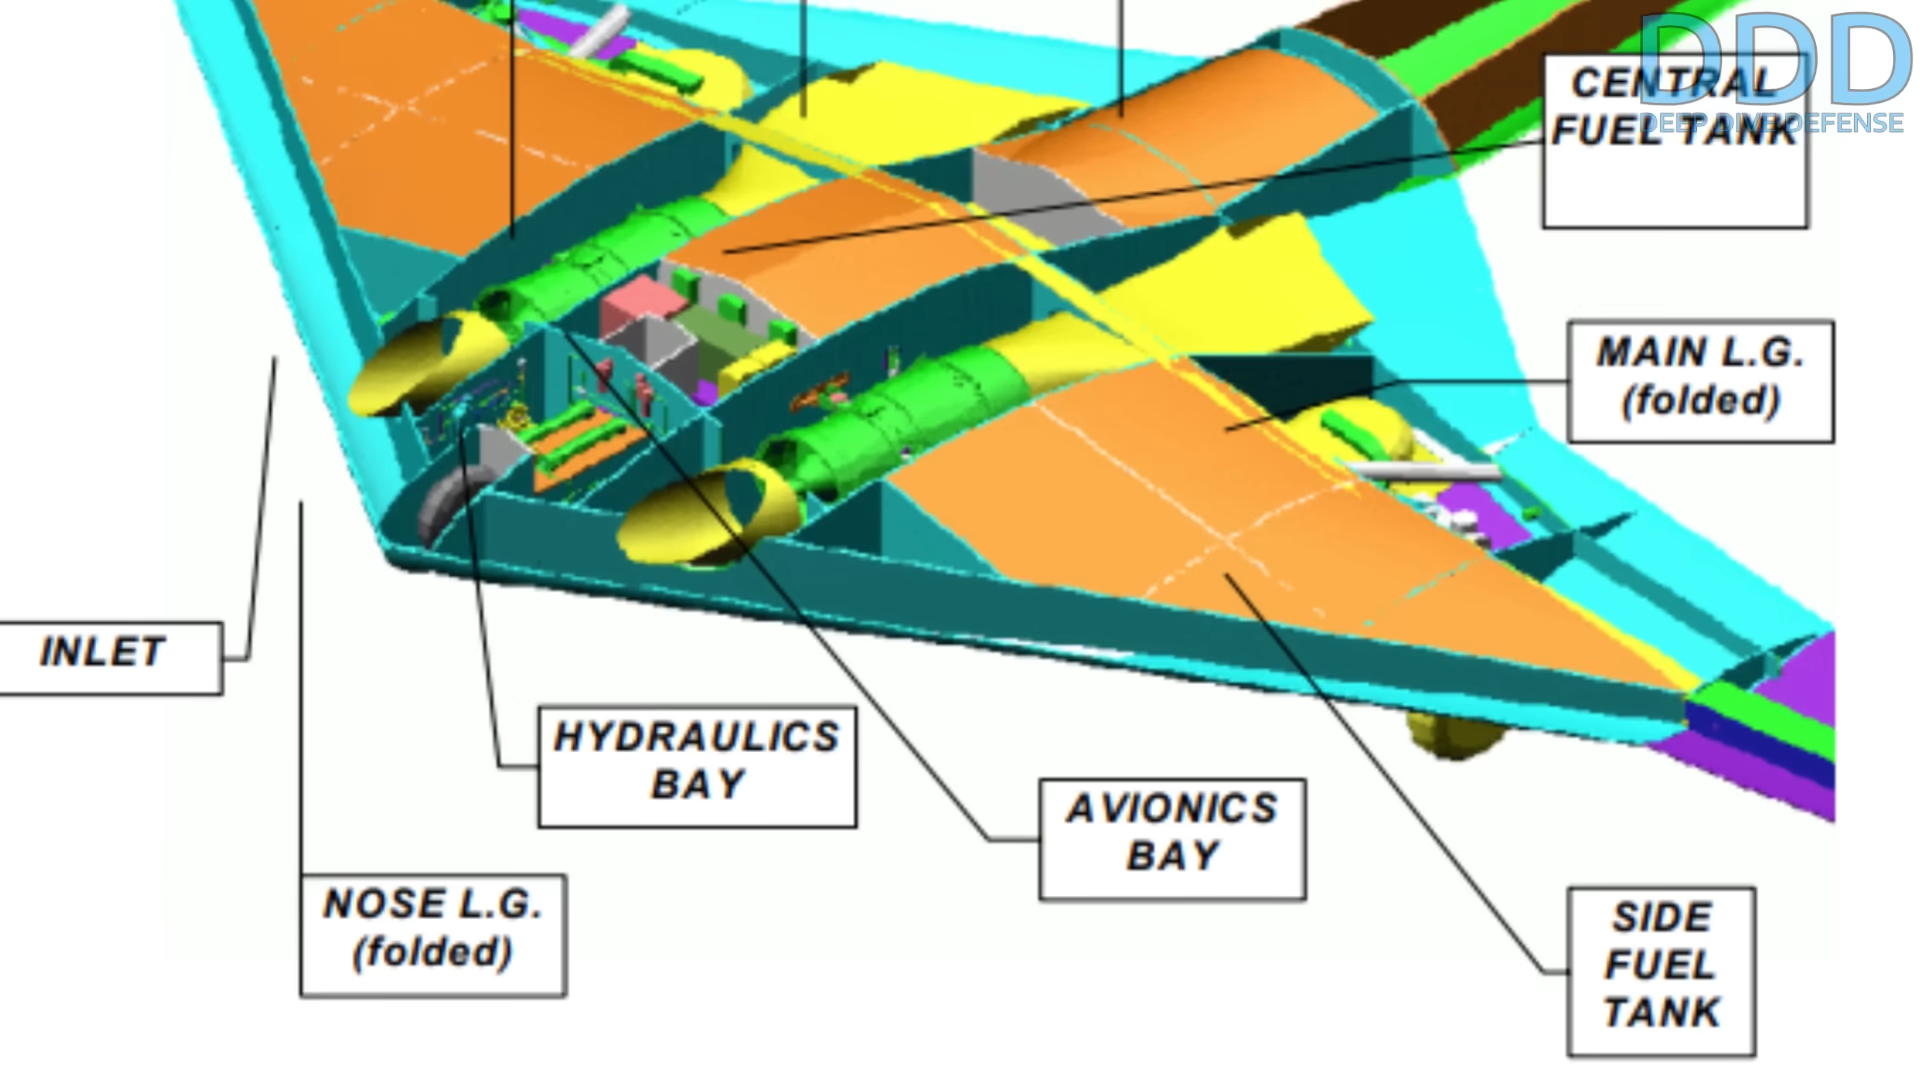 DDD
DEEP DIVE DEFENSE
CENTRAL
FUEL TANK
MAIN L.G.
(folded)
INLET
HYDRAULICS
BAY
AVIONICS
BAY
NOSE L.G.
(folded)
SIDE
FUEL
TANK